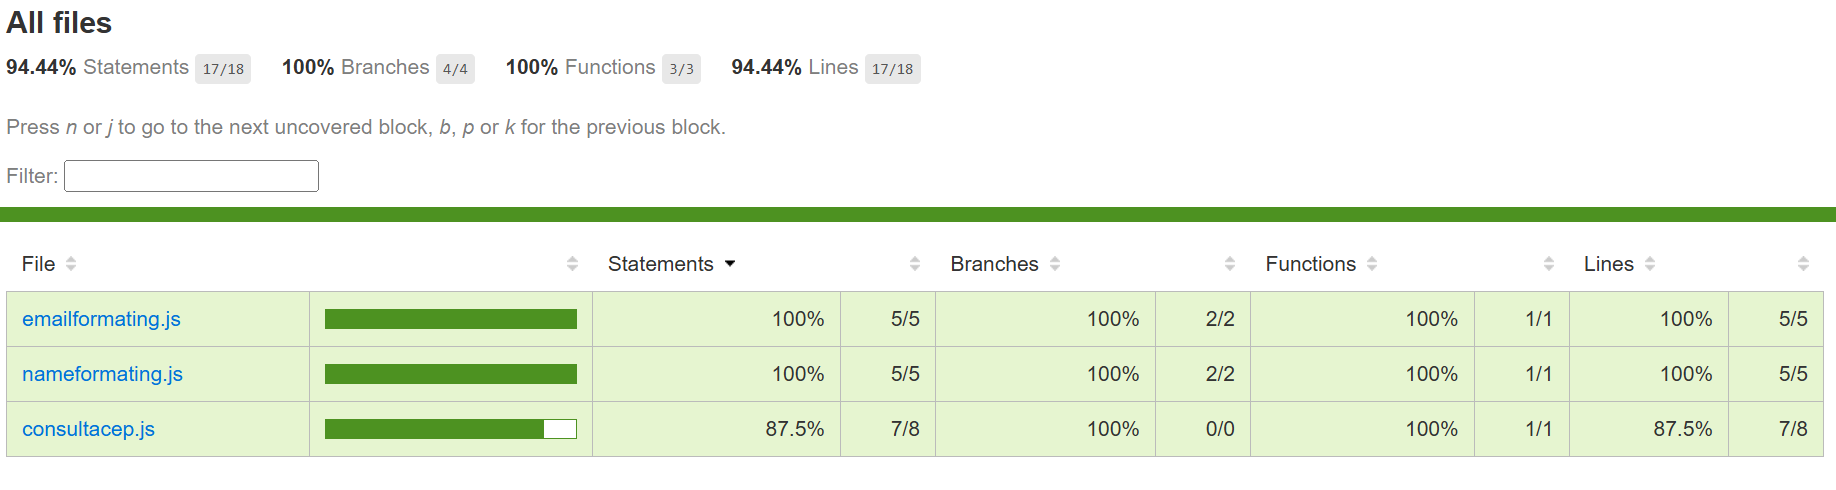 All files
94.44% Statements 17/18 100% Branches 4/4 100% Functions 3/3 94.44% Lines 17/18
Press n or j to go to the next uncovered block, b, p or k for the previous block.
Filter:
File Statements Branches Functions Lines
emailformating.js 100% 5/5 100% 2/2 100% 1/1 100% 5/5
nameformating.js 100% 5/5 100% 2/2 100% 1/1 100% 5/5
consultacep.js 87.5% 7/8 100% 0/0 100% 1/1 87.5% 7/8